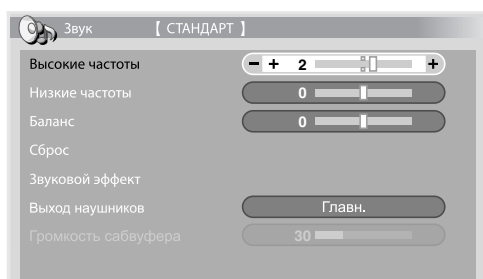 Звук 【 СТАНДАРТ 】
Высокие частоты − + 2 +
Низкие частоты 0
Баланс 0
Сброс
Звуковой эффект
Выход наушников Главн.
Громкость сабвуфера 30